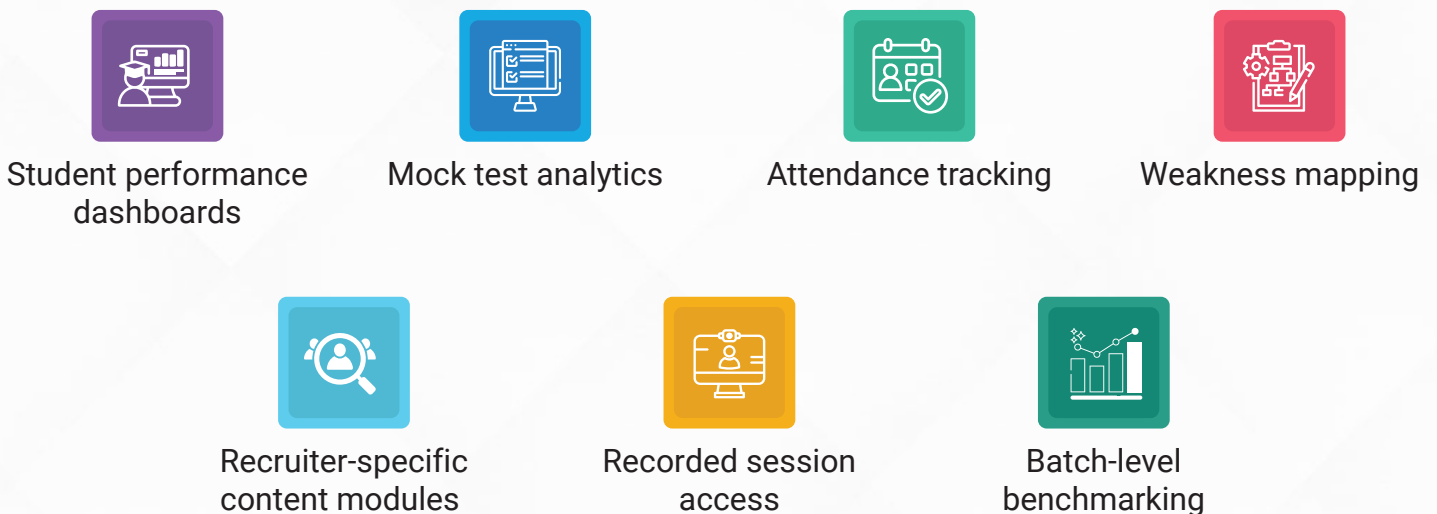 Student performance
dashboards
Mock test analytics
Attendance tracking
Weakness mapping
Recruiter-specific
content modules
Recorded session
access
Batch-level
benchmarking